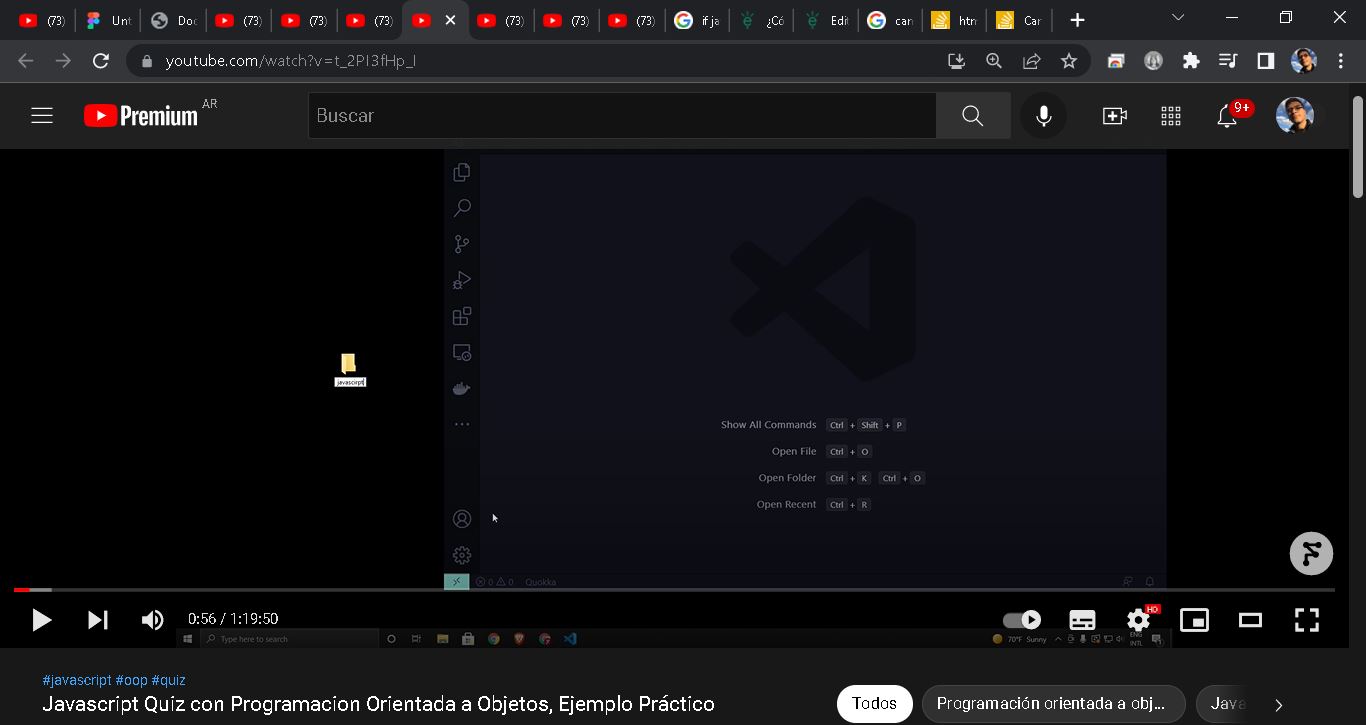 (73)
Unt
Doc
(73)
(73)
(73)
(73)
(73)
(73)
if ja
¿Có
Edit
can
htm
Car
youtube.com/watch?v=t_2PI3fHp_I
Premium
AR
Buscar
9+
javascript
Show All Commands Ctrl + Shift + P
Open File Ctrl + O
Open Folder Ctrl + K Ctrl + O
Open Recent Ctrl + R
0 0 Quokka
0:56 / 1:19:50
HD
Type here to search
70°F Sunny
ENG
INTL
#javascript #oop #quiz
Javascript Quiz con Programacion Orientada a Objetos, Ejemplo Práctico
Todos
Programación orientada a obj...
Java